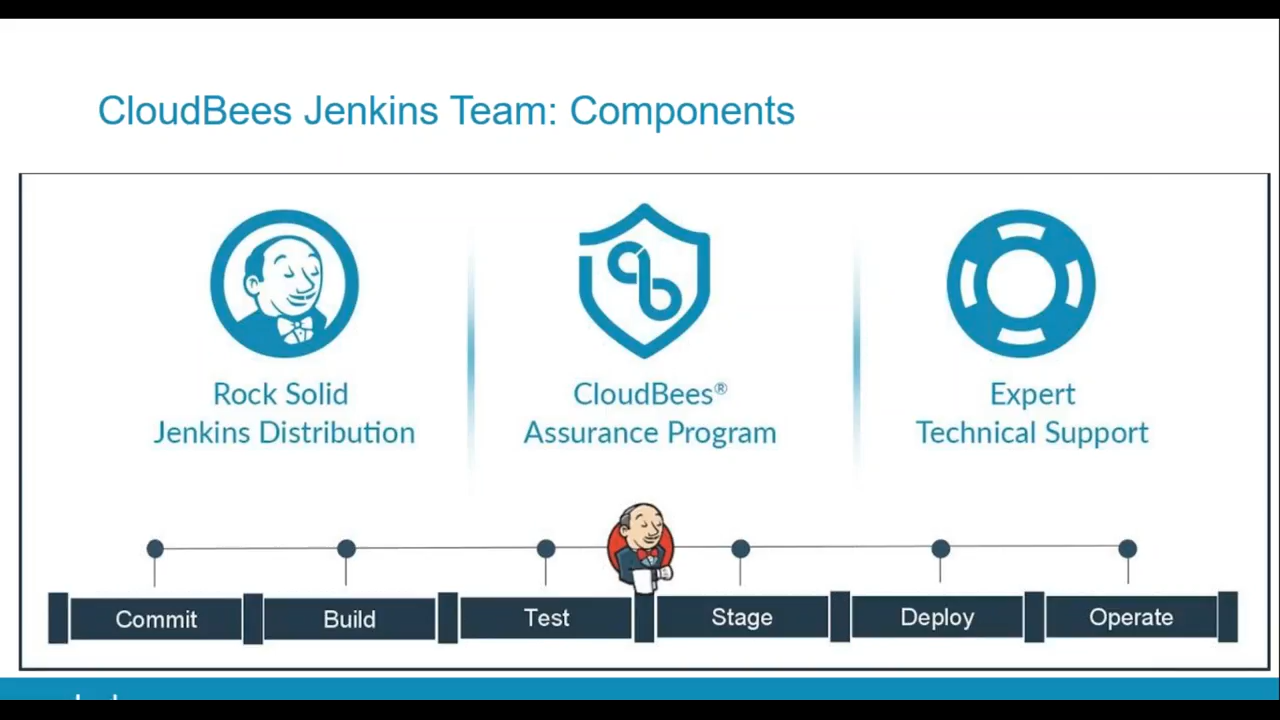 CloudBees Jenkins Team: Components
Rock Solid
Jenkins Distribution
CloudBees®
Assurance Program
Expert
Technical Support
Commit
Build
Test
Stage
Deploy
Operate